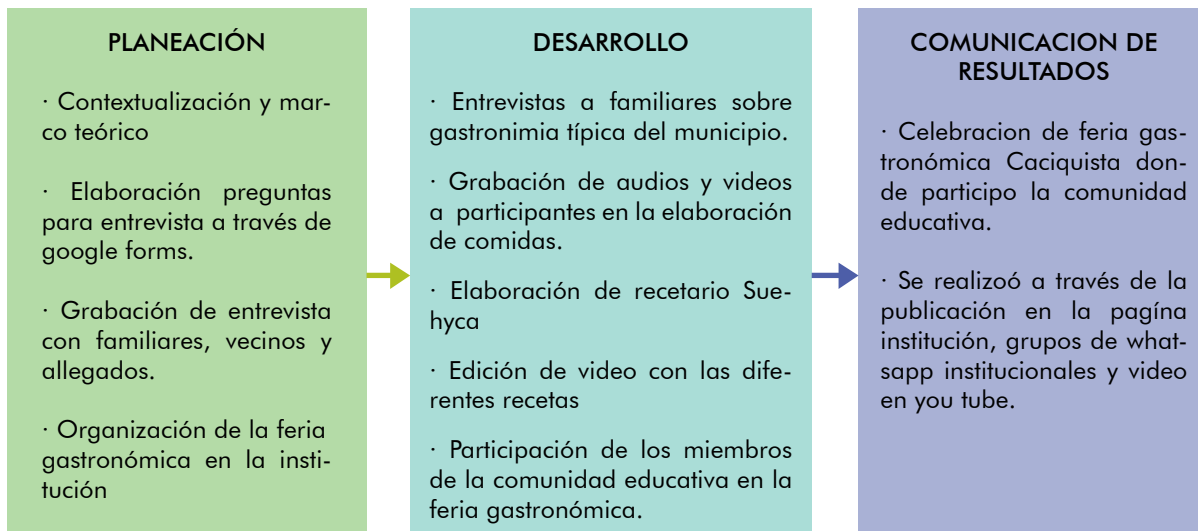 PLANEACIÓN
· Contextualización y mar-
co teórico
· Elaboración preguntas
para entrevista a través de
google forms.
· Grabación de entrevista
con familiares, vecinos y
allegados.
· Organización de la feria
gastronómica en la insti-
tución
DESARROLLO
· Entrevistas a familiares sobre
gastronimia típica del municipio.
· Grabación de audios y videos
a participantes en la elaboración
de comidas.
· Elaboración de recetario Sue-
hyca
· Edición de video con las dife-
rentes recetas
· Participación de los miembros
de la comunidad educativa en la
feria gastronómica.
COMUNICACION DE
RESULTADOS
· Celebracion de feria gas-
tronómica Caciquista don-
de participo la comunidad
educativa.
· Se realizoó a través de la
publicación en la pagína
institución, grupos de what-
sapp institucionales y video
en you tube.